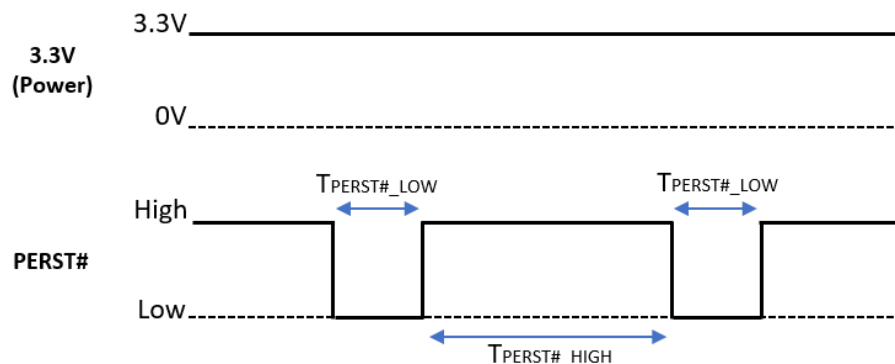 3.3V
3.3V
(Power)
0V
TPERST#_LOW
TPERST#_LOW
High
PERST#
Low
TPERST#_HIGH